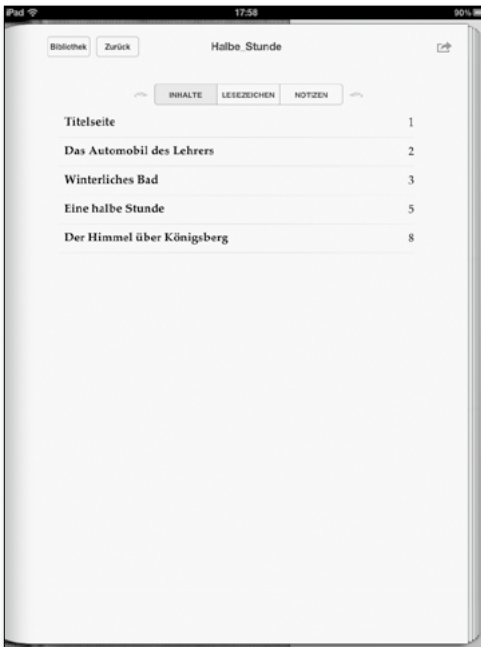 iPad 17:58 90%
Bibliothek Zurück Halbe_Stunde
INHALTE LESEZEICHEN NOTIZEN
Titelseite 1
Das Automobil des Lehrers 2
Winterliches Bad 3
Eine halbe Stunde 5
Der Himmel über Königsberg 8